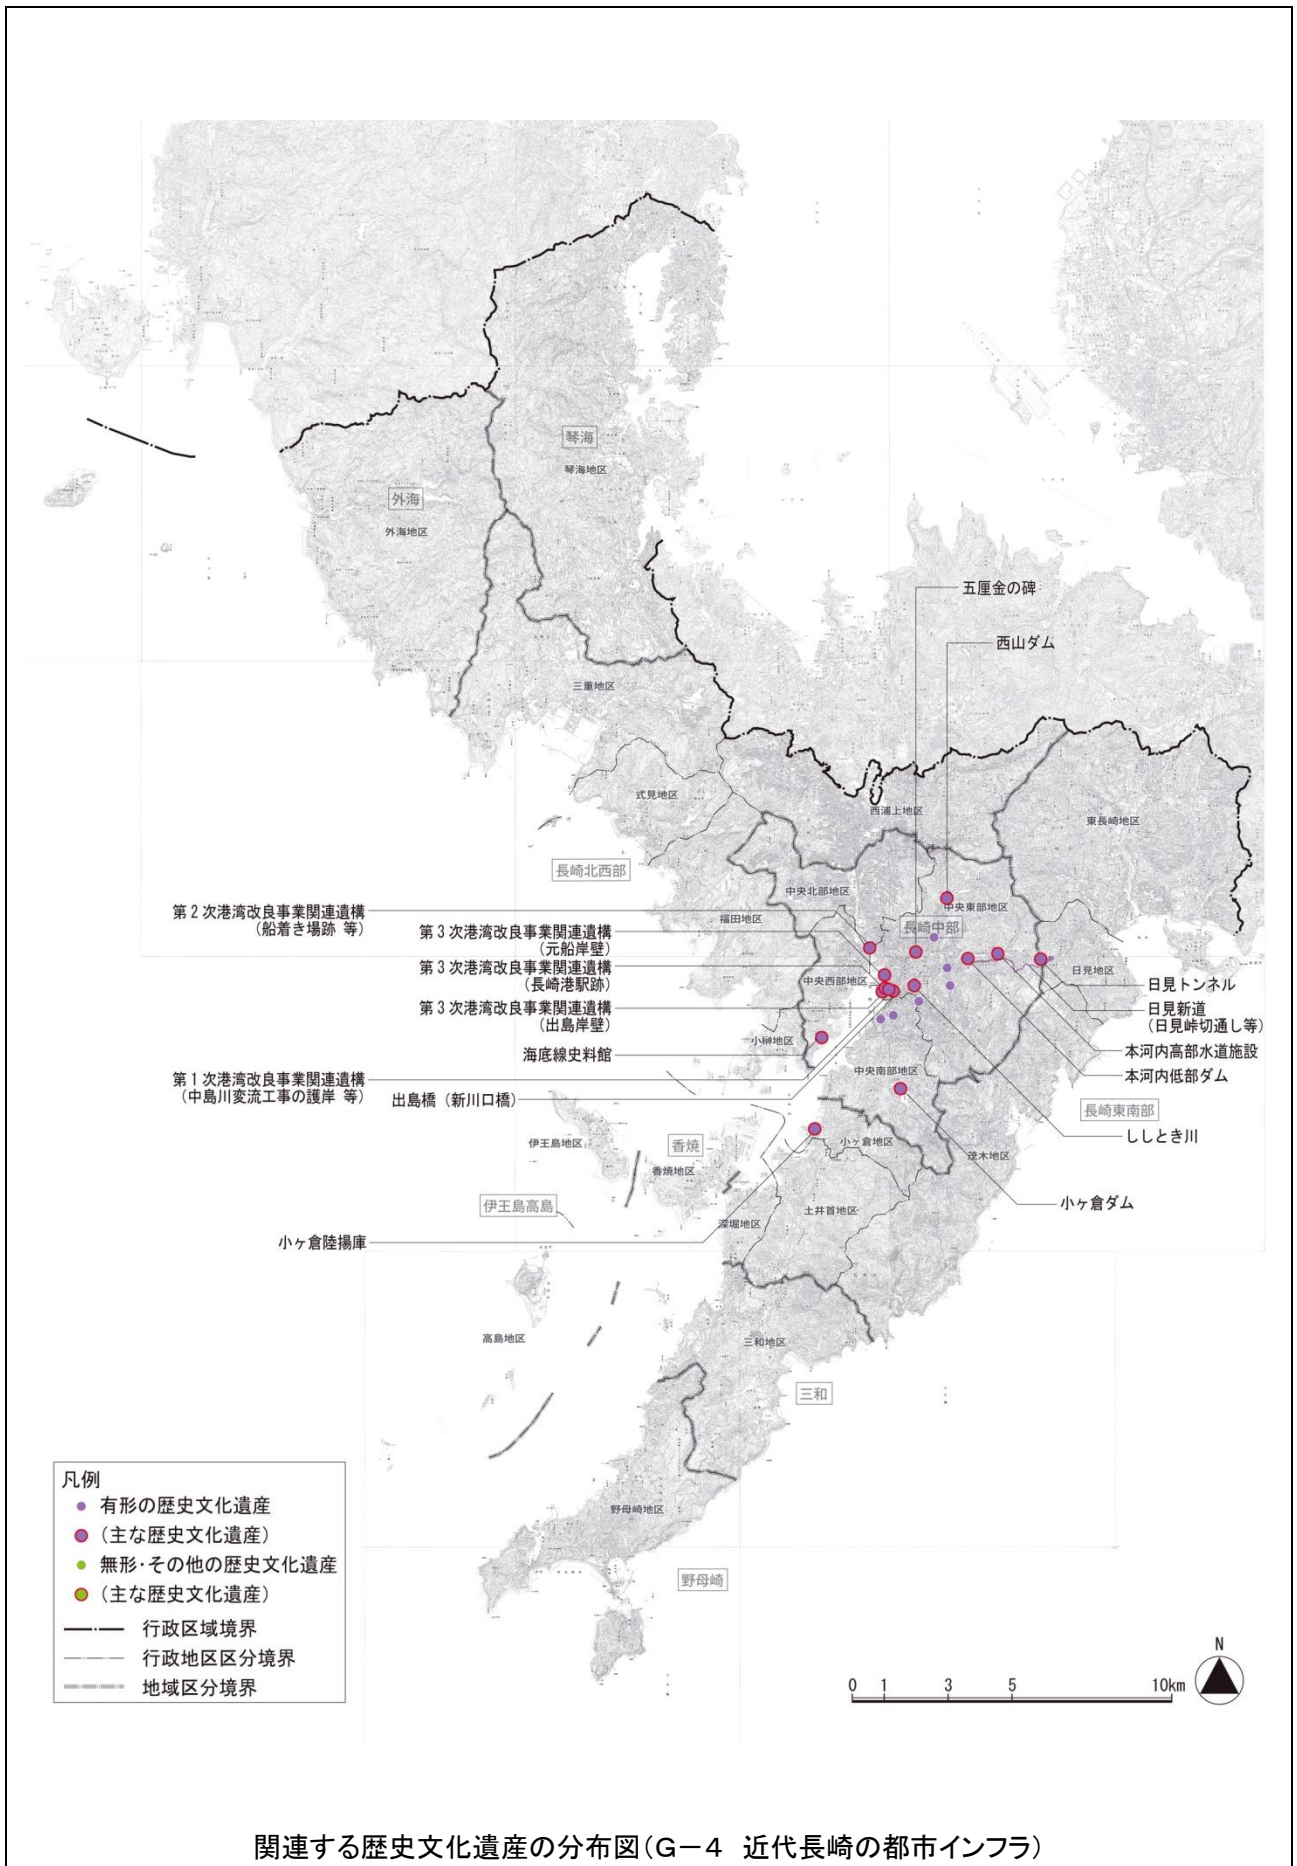 琴海
琴海地区
外海
外海地区
五厘金の碑
西山ダム
三重地区
式見地区
西浦上地区
東長崎地区
長崎北西部
中央北部地区
中央東部地区
福田地区
長崎中部
第2次港湾改良事業関連遺構
(船着き場跡 等)
第3次港湾改良事業関連遺構
(元船岸壁)
第3次港湾改良事業関連遺構
(長崎港駅跡)
第3次港湾改良事業関連遺構
(出島岸壁)
海底線史料館
第1次港湾改良事業関連遺構
(中島川変流工事の護岸 等)
出島橋(新川口橋)
中央西部地区
日見地区
日見トンネル
日見新道
(日見峠切通し等)
本河内高部水道施設
本河内低部ダム
小榊地区
中央南部地区
長崎東南部
ししとき川
伊王島地区
香焼
香焼地区
小ヶ倉地区
茂木地区
伊王島高島
深堀地区
土井首地区
小ヶ倉ダム
小ヶ倉陸揚庫
高島地区
三和地区
三和
野母崎地区
野母崎
凡例
有形の歴史文化遺産
(主な歴史文化遺産)
無形・その他の歴史文化遺産
(主な歴史文化遺産)
行政区域境界
行政地区区分境界
地域区分境界
N
0 1 3 5 10km
関連する歴史文化遺産の分布図(G-4 近代長崎の都市インフラ)